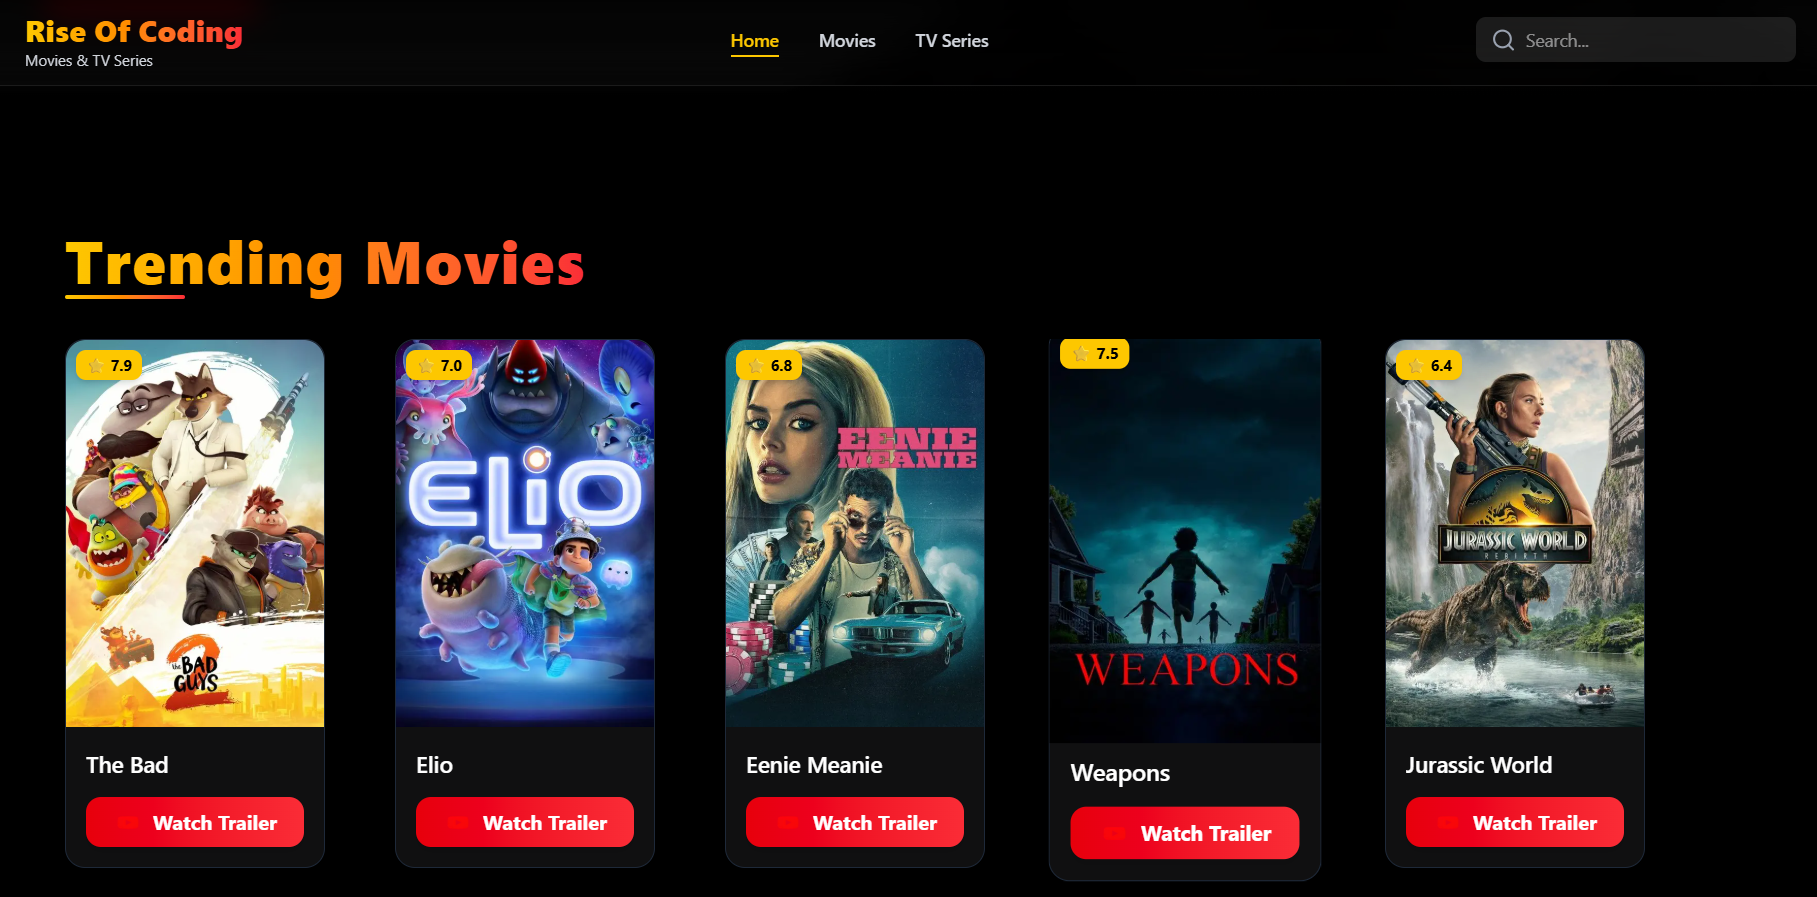 Rise Of Coding
Movies & TV Series
Home
Movies
TV Series
Search...
Trending Movies
7.9
the BAD
GUYS
2
The Bad
Watch Trailer
7.0
ELiO
Elio
Watch Trailer
6.8
EENIE
MEANIE
Eenie Meanie
Watch Trailer
7.5
WEAPONS
Weapons
Watch Trailer
6.4
JURASSIC WORLD
REBIRTH
Jurassic World
Watch Trailer